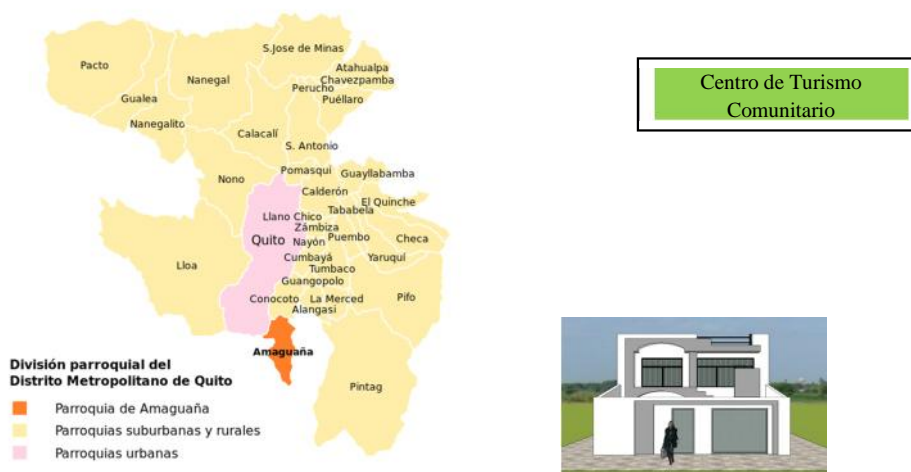 S.Jose de Minas
Pacto
Nanegal
Atahualpa
Chavezpamba
Perucho
Gualea
Puéllaro
Nanegalito
Calacalí
S. Antonio
Pomasqui
Guayllabamba
Nono
Calderón
El Quinche
Tababela
Llano Chico
Zámbiza
Quito
Nayón
Puembo
Checa
Cumbayá
Yaruquí
Lloa
Tumbaco
Guangopolo
Conocoto
La Merced
Pifo
Alangasi
Amaguaña
Pintag
División parroquial del
Distrito Metropolitano de Quito
Parroquia de Amaguaña
Parroquias suburbanas y rurales
Parroquias urbanas
Centro de Turismo
Comunitario